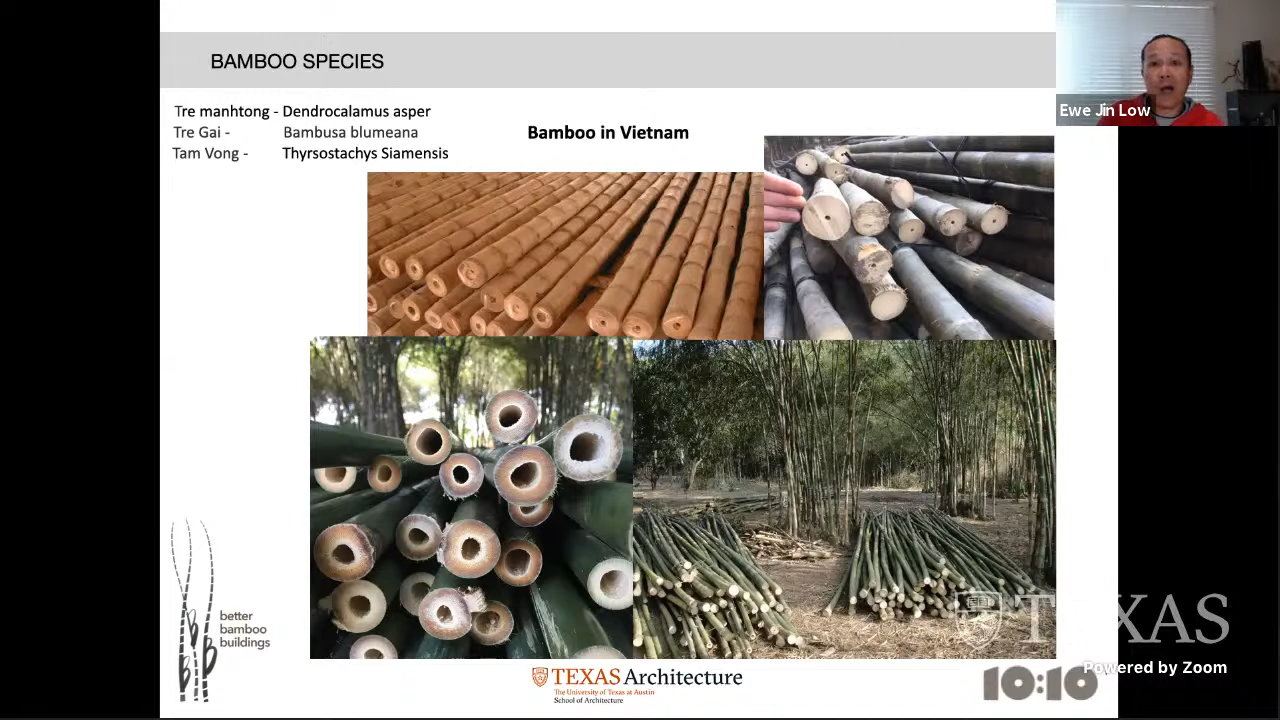 BAMBOO SPECIES
Ewe Jin Low
Tre manhtong - Dendrocalamus asper
Tre Gai - Bambusa blumeana
Tam Vong - Thyrsostachys Siamensis
Bamboo in Vietnam
better
bamboo
buildings
BBB
TEXAS Architecture
The University of Texas at Austin
School of Architecture
TEXAS
Powered by Zoom
10:10